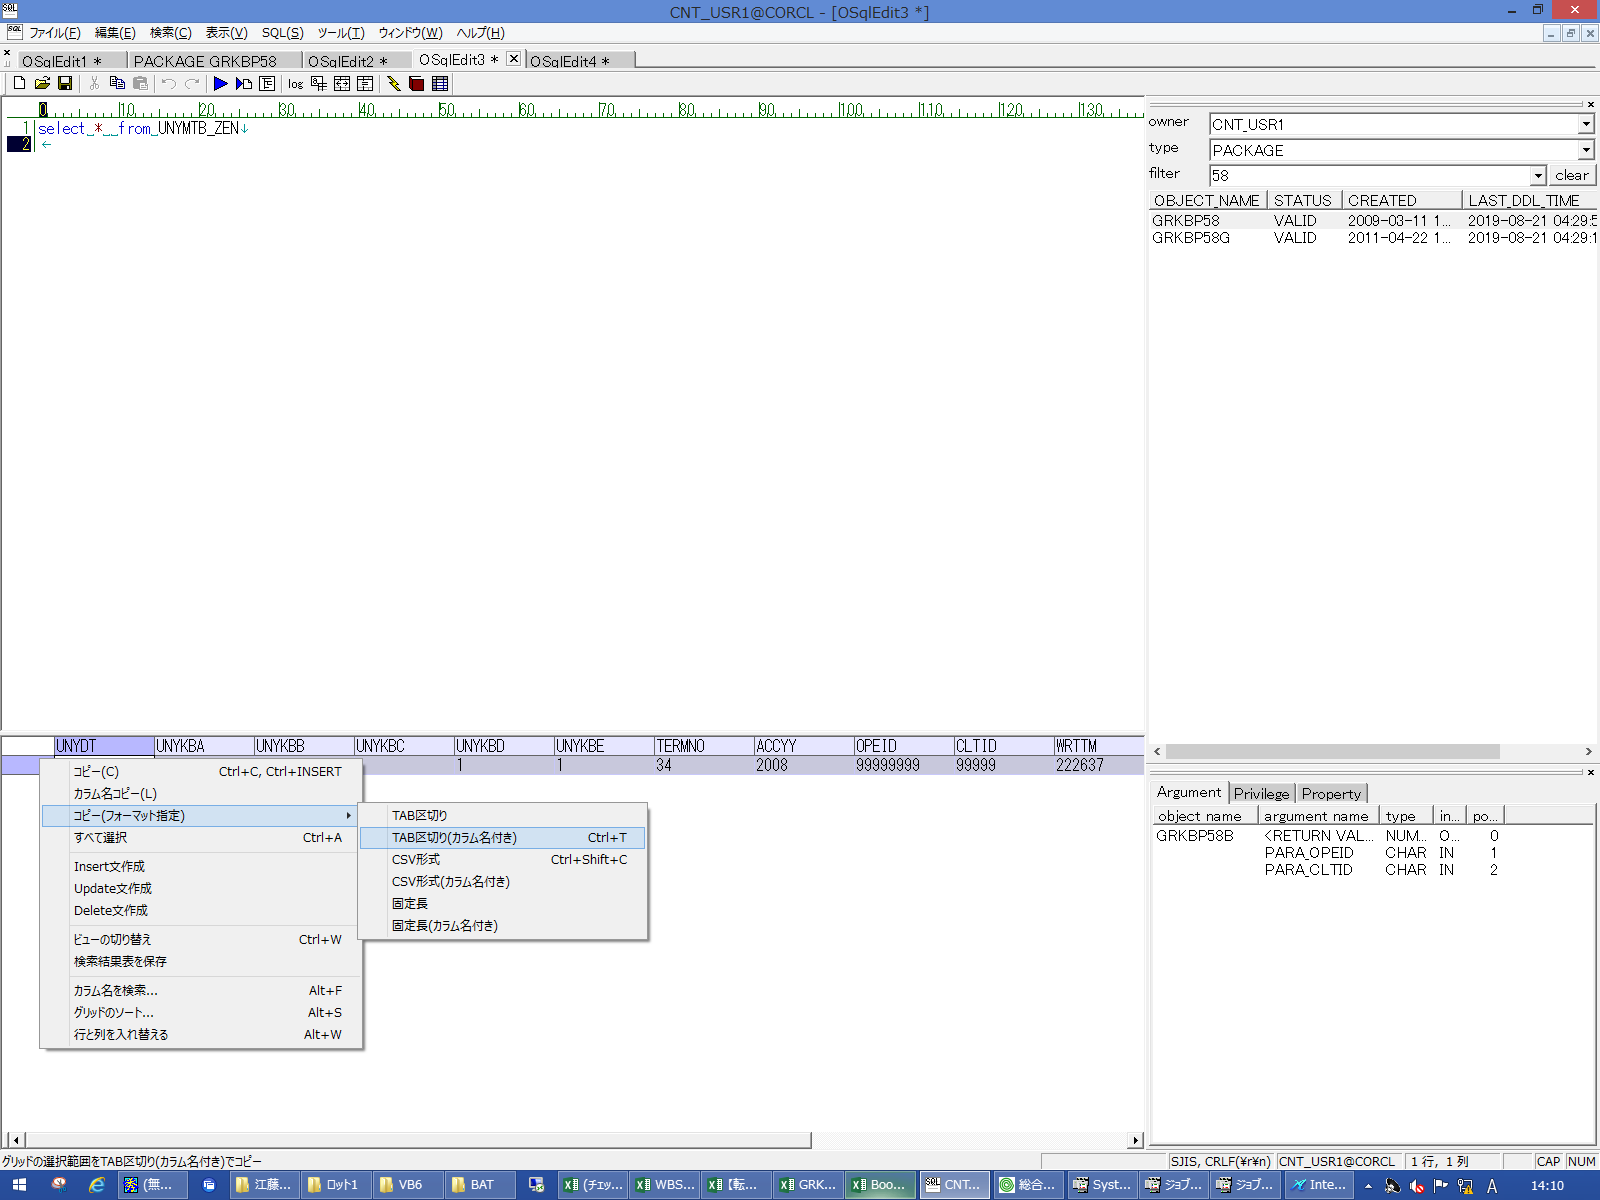 CNT_USR1@CORCL - [OSqlEdit3 *]
ファイル(F) 編集(E) 検索(C) 表示(V) SQL(S) ツール(T) ウィンドウ(W) ヘルプ(H)
OSqlEdit1 * PACKAGE GRKBP58 OSqlEdit2 * OSqlEdit3 * OSqlEdit4 *
log
0 10 20 30 40 50 60 70 80 90 100 110 120 130
1 select * from UNYMTB_ZEN↓
2 ←
owner CNT_USR1
type PACKAGE
filter 58 clear
OBJECT_NAME STATUS CREATED LAST_DDL_TIME
GRKBP58 VALID 2009-03-11 1... 2019-08-21 04:29:5
GRKBP58G VALID 2011-04-22 1... 2019-08-21 04:29:1
UNYDT UNYKBA UNYKBB UNYKBC UNYKBD UNYKBE TERMNO ACCYY OPEID CLTID WRTTM
1 1 34 2008 99999999 99999 222637
コピー(C) Ctrl+C, Ctrl+INSERT
カラム名コピー(L)
コピー(フォーマット指定)
すべて選択 Ctrl+A
Insert文作成
Update文作成
Delete文作成
ビューの切り替え Ctrl+W
検索結果表を保存
カラム名を検索... Alt+F
グリッドのソート... Alt+S
行と列を入れ替える Alt+W
TAB区切り
TAB区切り(カラム名付き) Ctrl+T
CSV形式 Ctrl+Shift+C
CSV形式(カラム名付き)
固定長
固定長(カラム名付き)
Argument Privilege Property
object name argument name type in... po...
GRKBP58B <RETURN VAL... NUM... O... 0
PARA_OPEID CHAR IN 1
PARA_CLTID CHAR IN 2
グリッドの選択範囲をTAB区切り(カラム名付き)でコピー
SJIS, CRLF(¥r¥n) CNT_USR1@CORCL 1 行, 1 列 CAP NUM
(無... 江藤... ロット1 VB6 BAT (チェッ... WBS... 【転... GRK... Boo... CNT... 総合... Syst... ジョブ... ジョブ... Inte... A 14:10